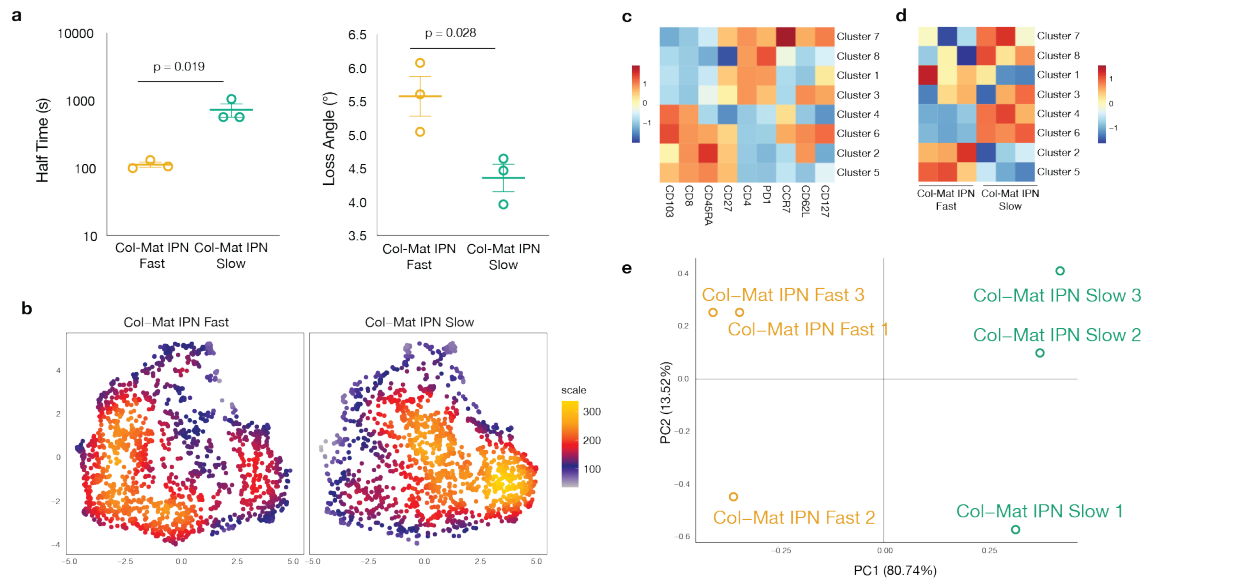 a
10000
1000
100
10
Half Time (s)
p = 0.019
Col-Mat IPN
Fast
Col-Mat IPN
Slow
6.5
6.0
5.5
5.0
4.5
4.0
3.5
Loss Angle (°)
p = 0.028
Col-Mat IPN
Fast
Col-Mat IPN
Slow
b
Col–Mat IPN Fast
Col–Mat IPN Slow
4
2
0
−2
−4
−5.0
−2.5
0.0
2.5
5.0
−5.0
−2.5
0.0
2.5
5.0
scale
300
200
100
c
1
0
−1
Cluster 7
Cluster 8
Cluster 1
Cluster 3
Cluster 4
Cluster 6
Cluster 2
Cluster 5
CD103
CD8
CD45RA
CD27
CD4
PD1
CCR7
CD62L
CD127
d
Cluster 7
Cluster 8
Cluster 1
Cluster 3
Cluster 4
Cluster 6
Cluster 2
Cluster 5
1
0
−1
Col-Mat IPN
Fast
Col-Mat IPN
Slow
e
0.4
0.2
0.0
−0.2
−0.4
−0.6
PC2 (13.52%)
Col–Mat IPN Fast 3
Col–Mat IPN Fast 1
Col-Mat IPN Fast 2
Col–Mat IPN Slow 3
Col–Mat IPN Slow 2
Col–Mat IPN Slow 1
−0.25
0.00
0.25
PC1 (80.74%)